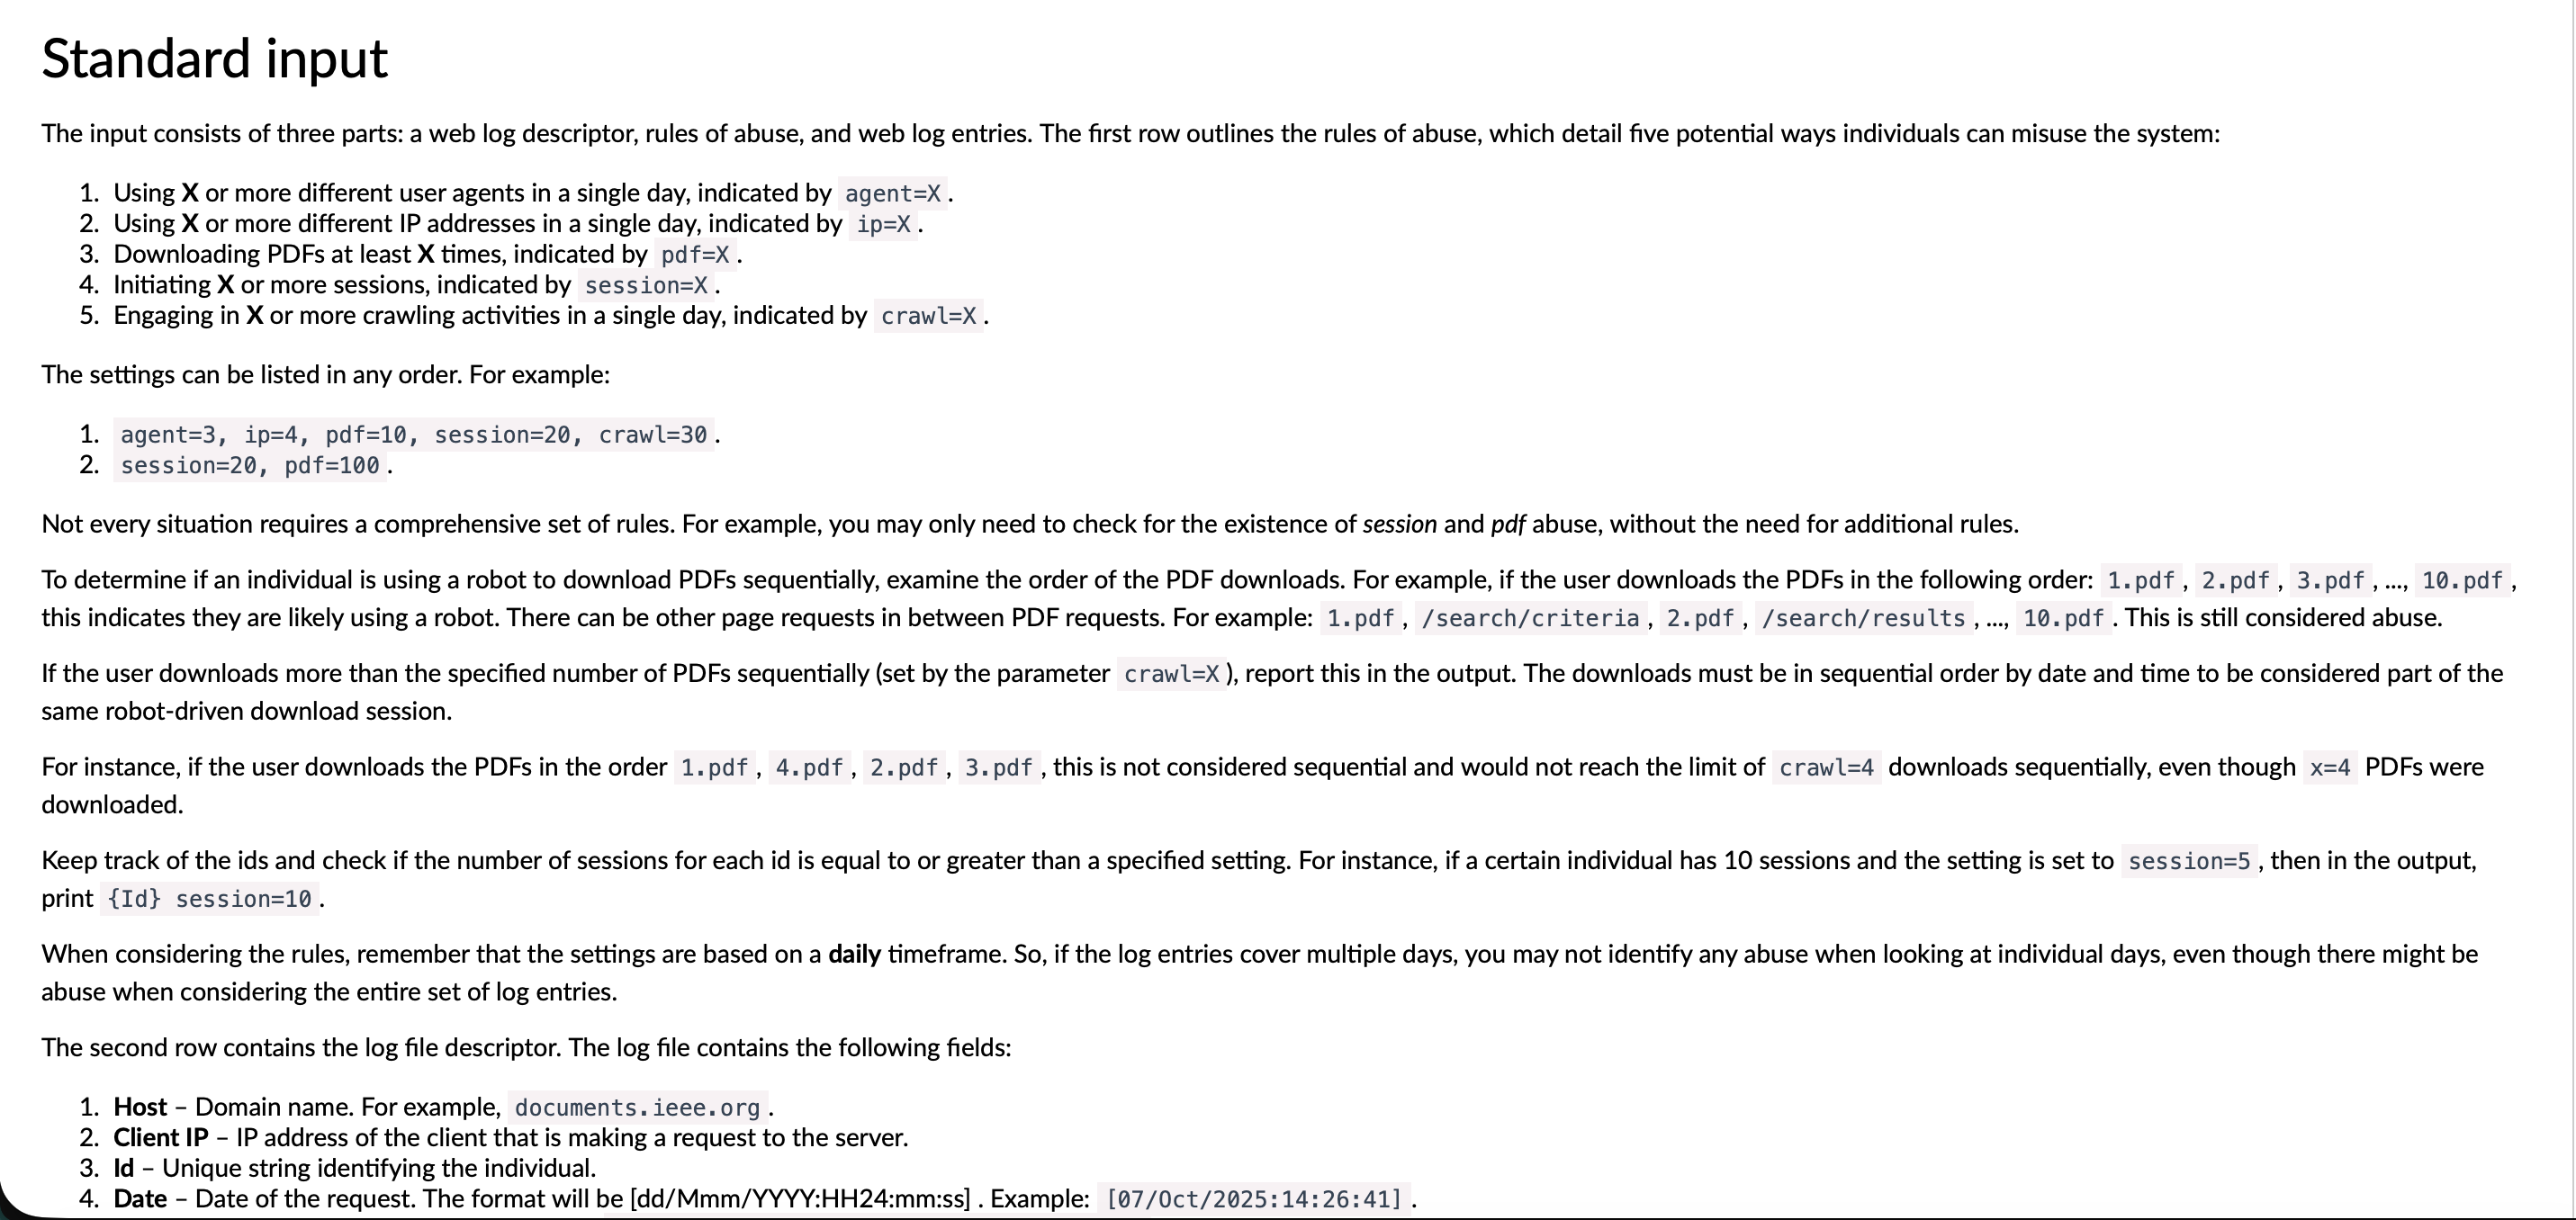 Standard input
The input consists of three parts: a web log descriptor, rules of abuse, and web log entries. The first row outlines the rules of abuse, which detail five potential ways individuals can misuse the system:
1. Using X or more different user agents in a single day, indicated by agent=X.
2. Using X or more different IP addresses in a single day, indicated by ip=X.
3. Downloading PDFs at least X times, indicated by pdf=X.
4. Initiating X or more sessions, indicated by session=X.
5. Engaging in X or more crawling activities in a single day, indicated by crawl=X.
The settings can be listed in any order. For example:
1. agent=3, ip=4, pdf=10, session=20, crawl=30.
2. session=20, pdf=100.
Not every situation requires a comprehensive set of rules. For example, you may only need to check for the existence of session and pdf abuse, without the need for additional rules.
To determine if an individual is using a robot to download PDFs sequentially, examine the order of the PDF downloads. For example, if the user downloads the PDFs in the following order: 1.pdf, 2.pdf, 3.pdf, ..., 10.pdf,
this indicates they are likely using a robot. There can be other page requests in between PDF requests. For example: 1.pdf, /search/criteria, 2.pdf, /search/results, ..., 10.pdf. This is still considered abuse.
If the user downloads more than the specified number of PDFs sequentially (set by the parameter crawl=X), report this in the output. The downloads must be in sequential order by date and time to be considered part of the
same robot-driven download session.
For instance, if the user downloads the PDFs in the order 1.pdf, 4.pdf, 2.pdf, 3.pdf, this is not considered sequential and would not reach the limit of crawl=4 downloads sequentially, even though x=4 PDFs were
downloaded.
Keep track of the ids and check if the number of sessions for each id is equal to or greater than a specified setting. For instance, if a certain individual has 10 sessions and the setting is set to session=5, then in the output,
print {Id} session=10.
When considering the rules, remember that the settings are based on a daily timeframe. So, if the log entries cover multiple days, you may not identify any abuse when looking at individual days, even though there might be
abuse when considering the entire set of log entries.
The second row contains the log file descriptor. The log file contains the following fields:
1. Host – Domain name. For example, documents.ieee.org.
2. Client IP – IP address of the client that is making a request to the server.
3. Id – Unique string identifying the individual.
4. Date – Date of the request. The format will be [dd/Mmm/YYYY:HH24:mm:ss] . Example: [07/Oct/2025:14:26:41].